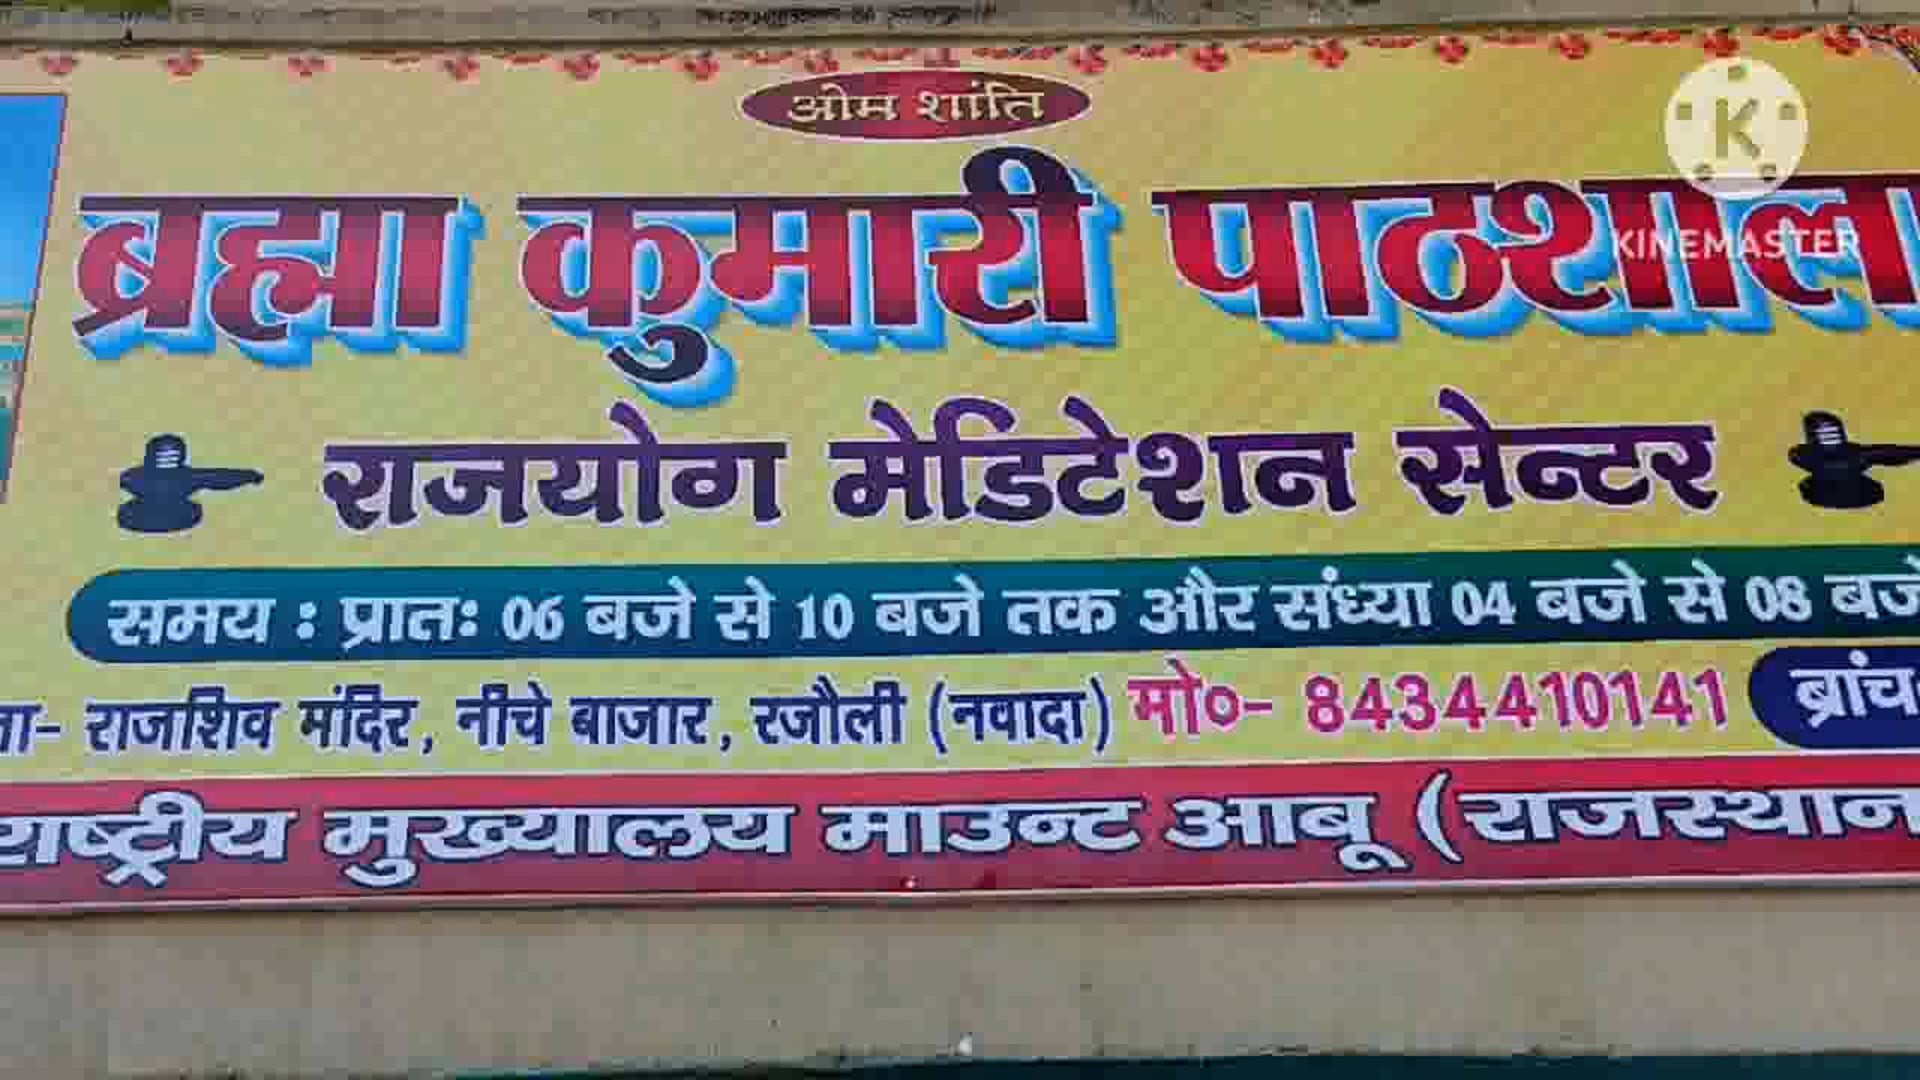 ओम शांति
ब्रह्मा कुमारी पाठशाल
KINEMASTER
राजयोग मेडिटेशन सेन्टर
समय : प्रातः 06 बजे से 10 बजे तक और संध्या 04 बजे से 08 बजे
ता- राजशिव मंदिर, नीचे बाजार, रजौली (नवादा) मो०- 8434410141 ब्रांच-
राष्ट्रीय मुख्यालय माउन्ट आबू (राजस्थान